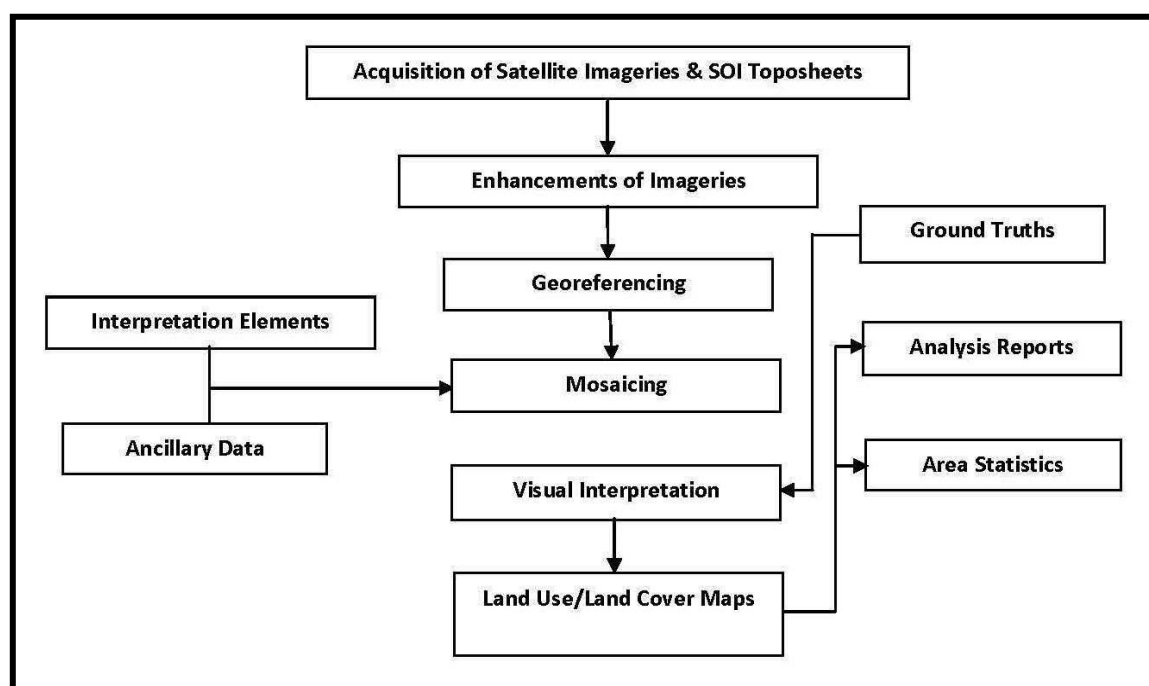 Acquisition of Satellite Imageries & SOI Toposheets
Enhancements of Imageries
Ground Truths
Georeferencing
Interpretation Elements
Analysis Reports
Mosaicing
Ancillary Data
Area Statistics
Visual Interpretation
Land Use/Land Cover Maps